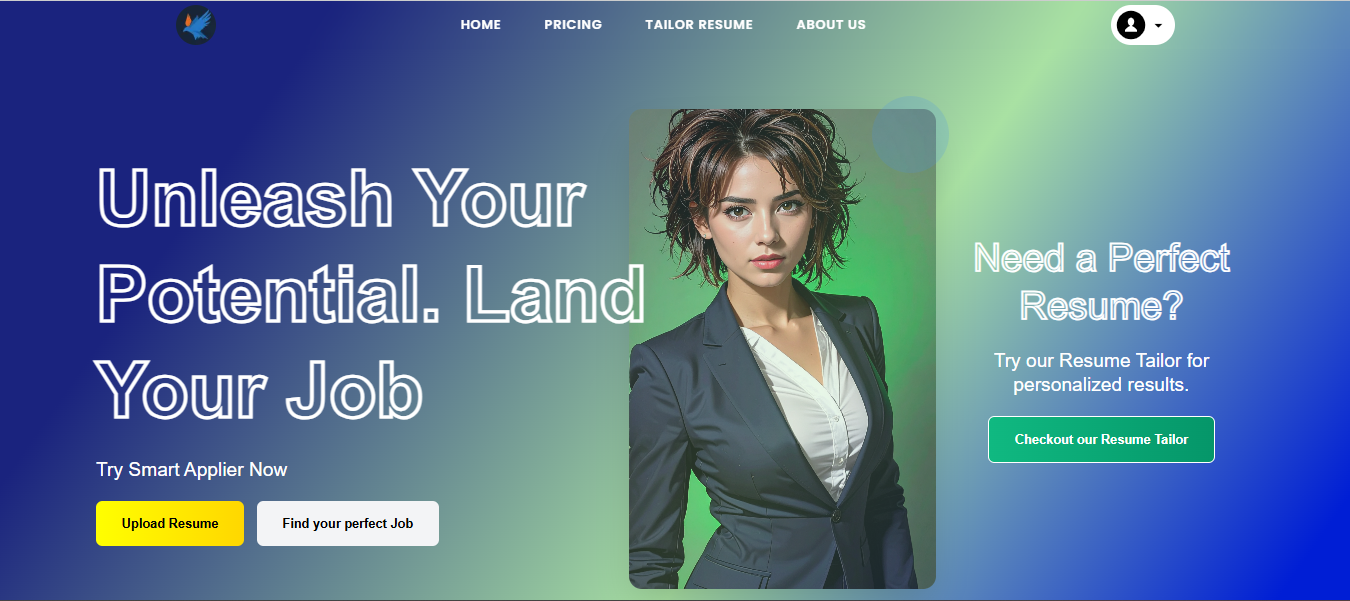 HOME PRICING TAILOR RESUME ABOUT US
Unleash Your
Potential. Land
Your Job
Try Smart Applier Now
Upload Resume Find your perfect Job
Need a Perfect
Resume?
Try our Resume Tailor for
personalized results.
Checkout our Resume Tailor